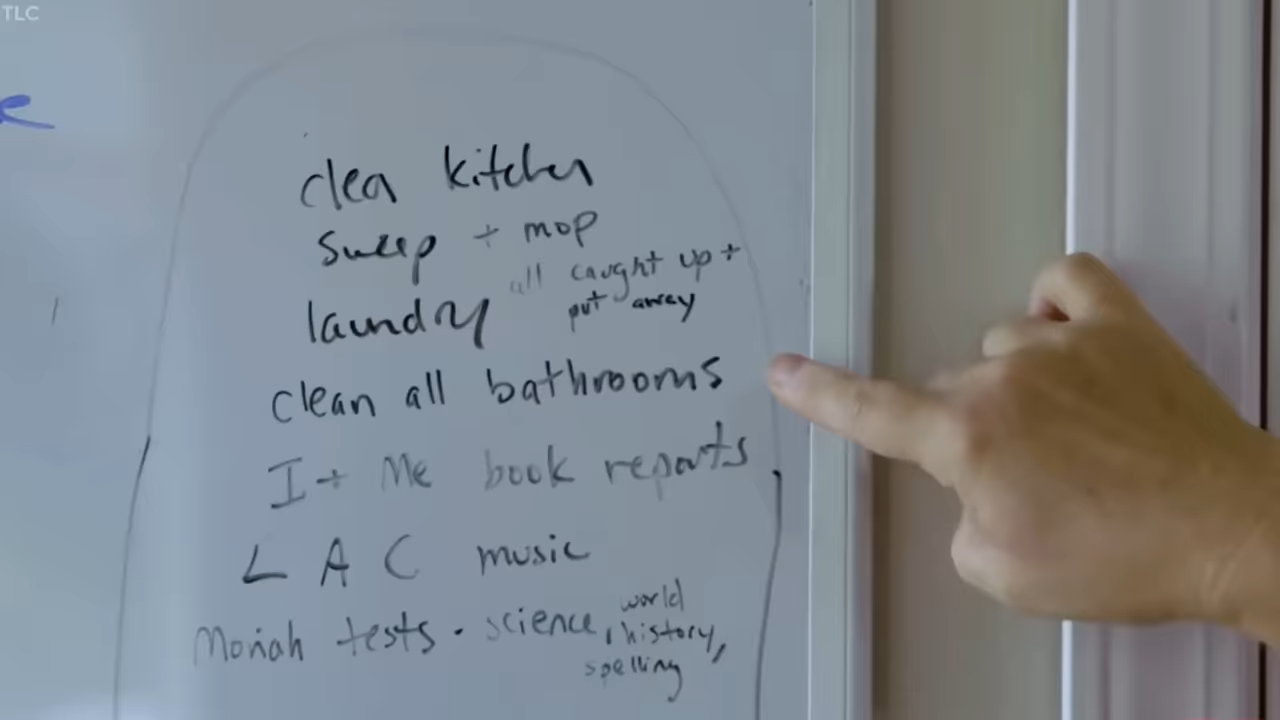 TLC
clea kitchen
sweep + mop
laundry all caught up +
put away
clean all bathrooms
I + Me book reports
L A C music
Moriah tests. science, world
history,
spelling